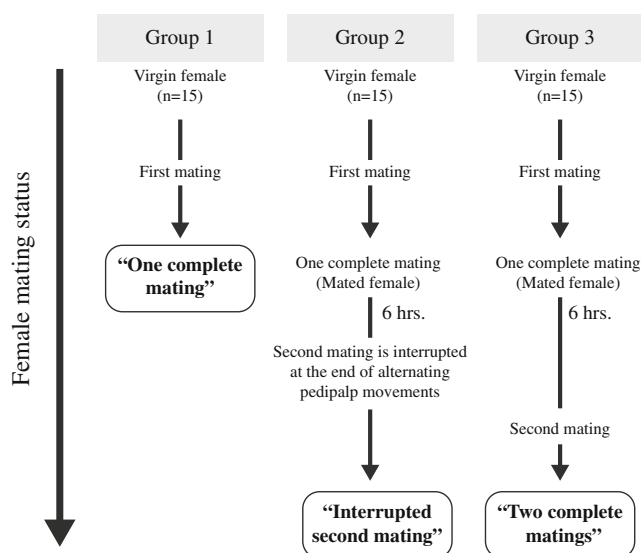 Group 1
Group 2
Group 3
Female mating status
Virgin female
(n=15)
First mating
“One complete
mating”
Virgin female
(n=15)
First mating
One complete mating
(Mated female)
6 hrs.
Second mating is interrupted
at the end of alternating
pedipalp movements
“Interrupted
second mating”
Virgin female
(n=15)
First mating
One complete mating
(Mated female)
6 hrs.
Second mating
“Two complete
matings”